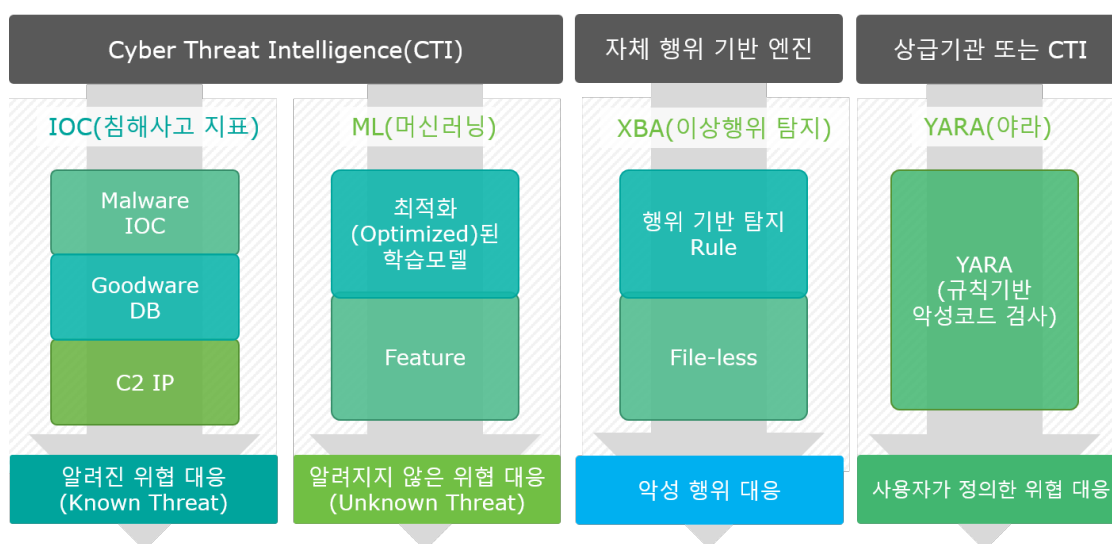 Cyber Threat Intelligence(CTI)
자체 행위 기반 엔진
상급기관 또는 CTI
IOC(침해사고 지표)
ML(머신러닝)
XBA(이상행위 탐지)
YARA(야라)
Malware
IOC
Goodware
DB
C2 IP
최적화
(Optimized)된
학습모델
Feature
행위 기반 탐지
Rule
File-less
YARA
(규칙기반
악성코드 검사)
알려진 위협 대응
(Known Threat)
알려지지 않은 위협 대응
(Unknown Threat)
악성 행위 대응
사용자가 정의한 위협 대응